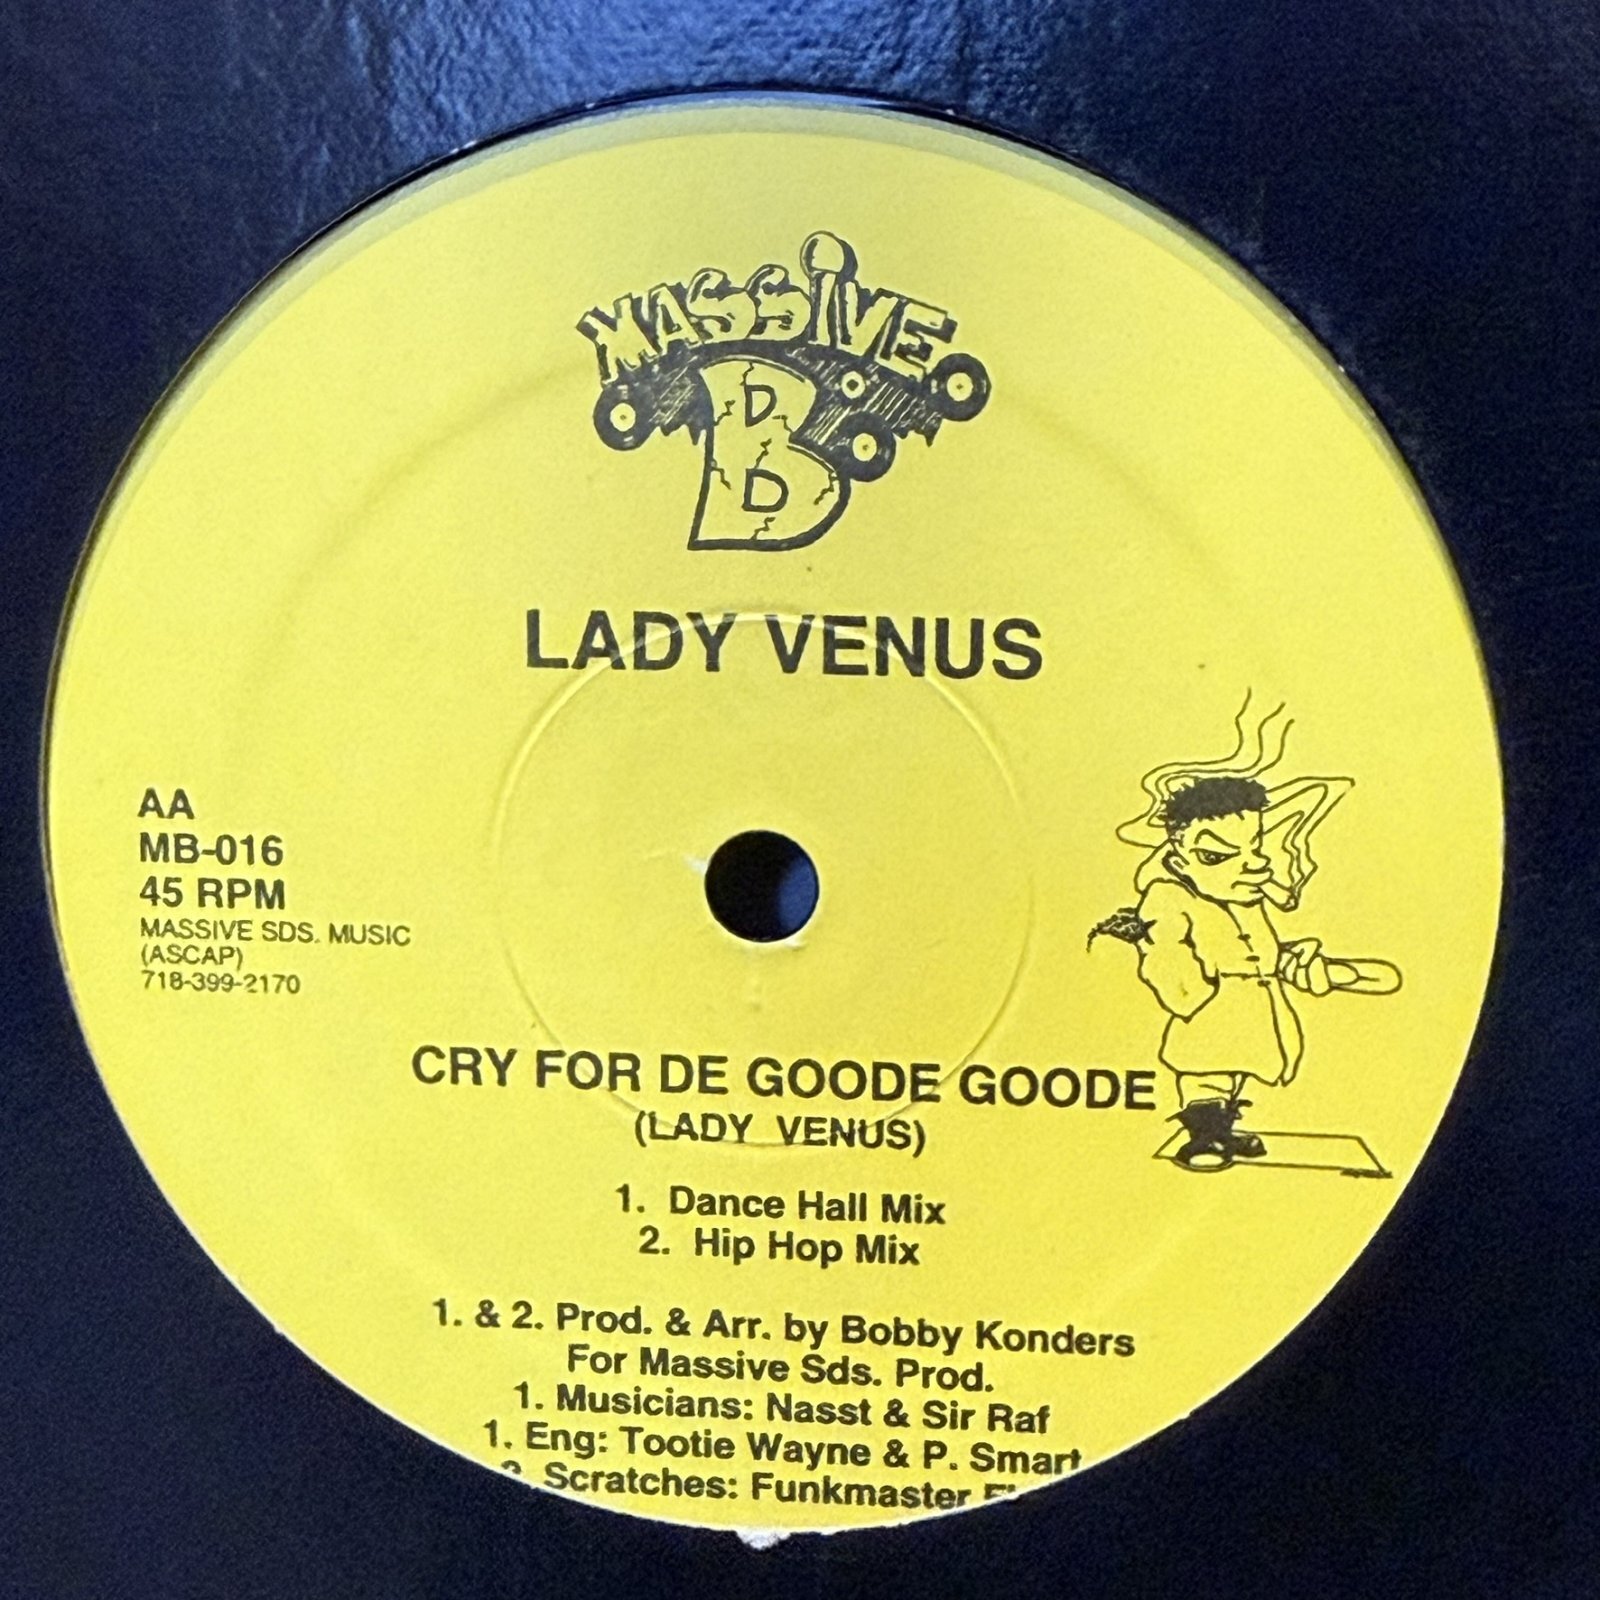 MASSIVE
B
LADY VENUS
AA
MB-016
45 RPM
MASSIVE SDS. MUSIC
(ASCAP)
718-399-2170
CRY FOR DE GOODE GOODE
(LADY VENUS)
1. Dance Hall Mix
2. Hip Hop Mix
1. & 2. Prod. & Arr. by Bobby Konders
For Massive Sds. Prod.
1. Musicians: Nasst & Sir Raf
1. Eng: Tootie Wayne & P. Smart
Scratches: Funkmaster